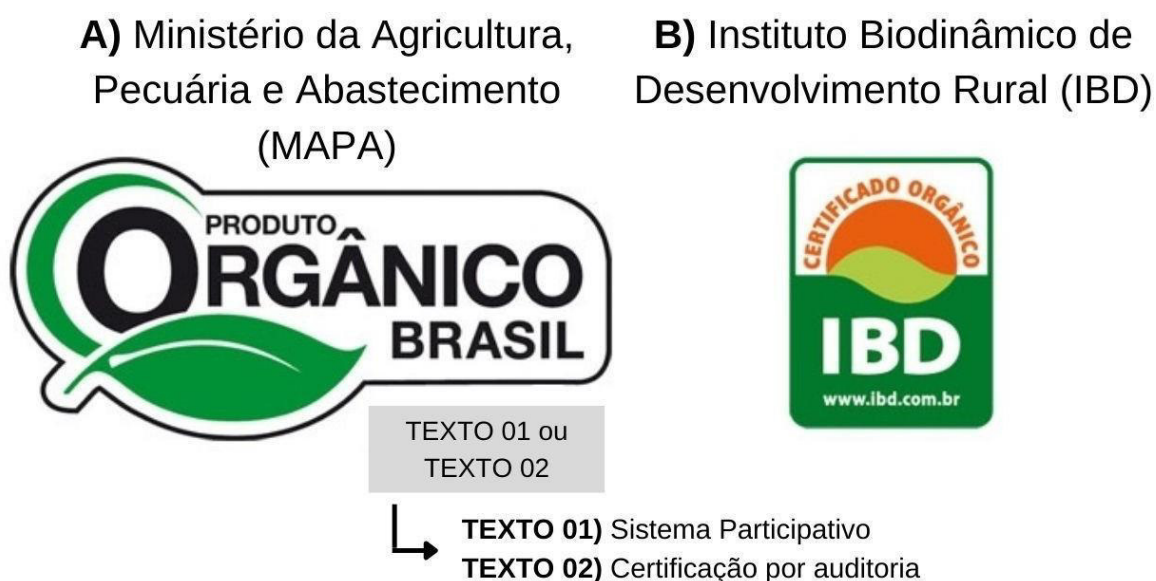 A) Ministério da Agricultura,
Pecuária e Abastecimento
(MAPA)
PRODUTO
ORGÂNICO
BRASIL
TEXTO 01 ou
TEXTO 02
TEXTO 01) Sistema Participativo
TEXTO 02) Certificação por auditoria
B) Instituto Biodinâmico de
Desenvolvimento Rural (IBD)
CERTIFICADO ORGÂNICO
IBD
www.ibd.com.br